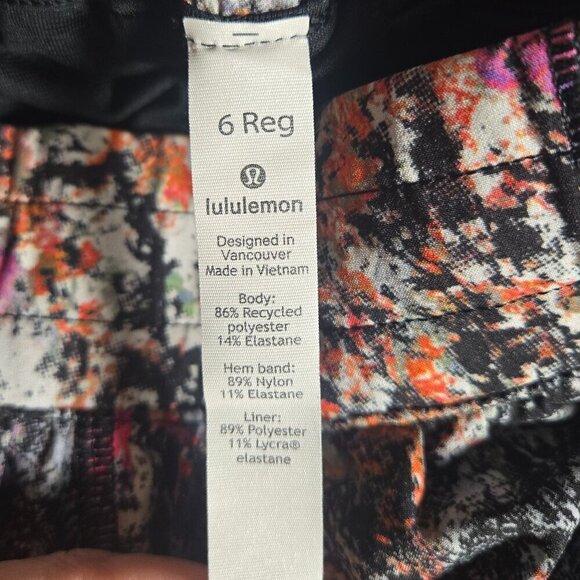 6 Reg
lululemon
Designed in
Vancouver
Made in Vietnam
Body:
86% Recycled
polyester
14% Elastane
Hem band:
89% Nylon
11% Elastane
Liner:
89% Polyester
11% Lycra®
elastane